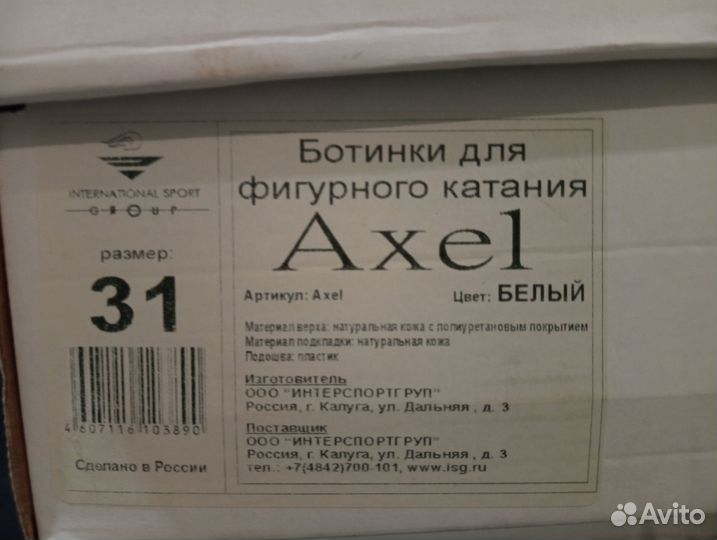 INTERNATIONAL SPORT
GROUP
размер:
31
4607116103890
Сделано в России
Ботинки для
фигурного катания
Axel
Артикул: Axel Цвет: БЕЛЫЙ
Материал верха: натуральная кожа с полиуретановым покрытием
Материал подкладки: натуральная кожа
Подошва: пластик
Изготовитель
ООО "ИНТЕРСПОРТГРУП"
Россия, г. Калуга, ул. Дальняя , д. 3
Поставщик
ООО "ИНТЕРСПОРТГРУП"
Россия, г. Калуга, ул. Дальняя , д. 3
тел.: +7(4842)700-101, www.isg.ru
Avito